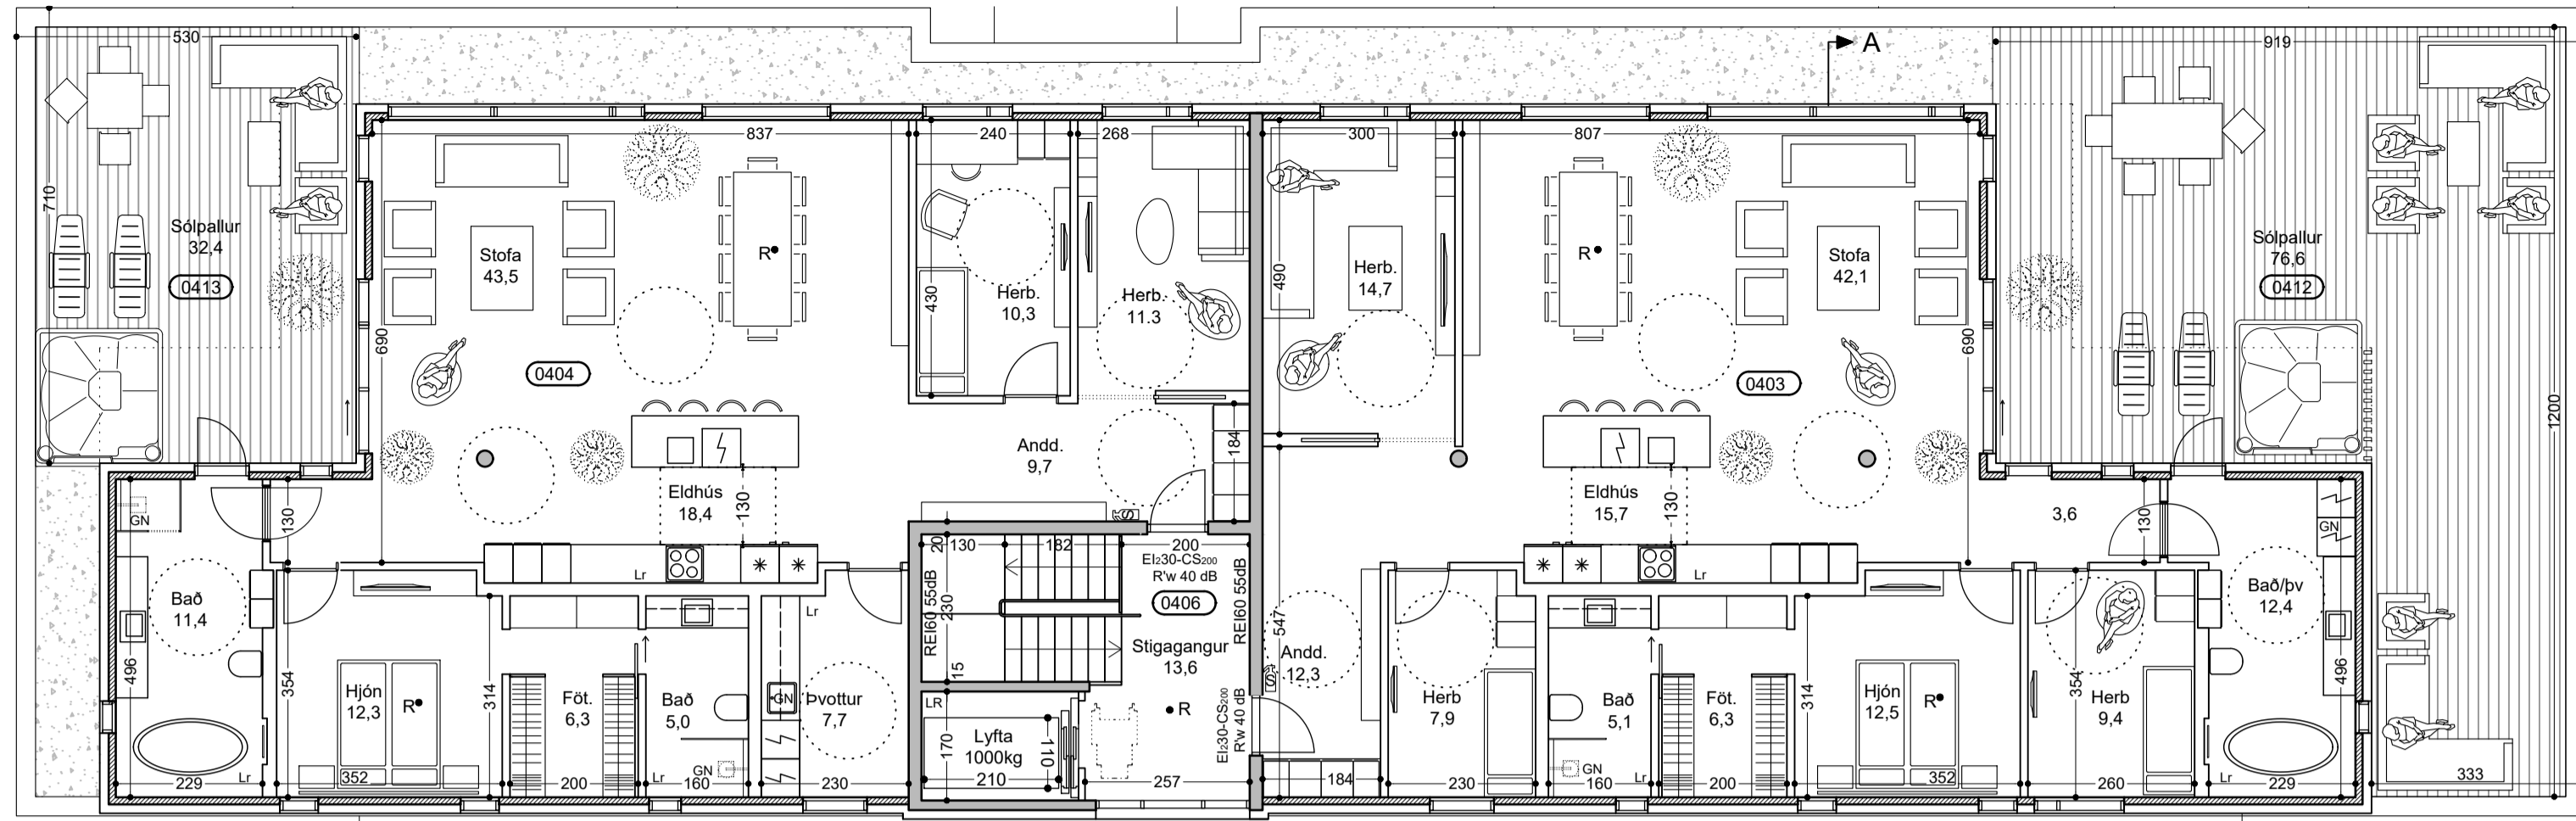 530
A
919
837
240
268
300
807
710
Sólpallur
32,4
0413
Stofa
43,5
R
430
Herb.
10,3
Herb.
11.3
490
Herb.
14,7
R
Stofa
42,1
Sólpallur
76,6
0412
690
0404
0403
690
1200
Andd.
9,7
184
Eldhús
18,4
130
Eldhús
15,7
130
GN
130
3,6
130
GN
20
130
182
200
EI₂30-CS₂₀₀
R'w 40 dB
0406
REI60 55dB
230
REI60 55dB
15
Lr
Lr
Lr
Bað
11,4
496
354
Hjón
12,3
R
314
Föt.
6,3
Bað
5,0
GN
Þvottur
7,7
Stigagangur
13,6
R
547
Andd.
12,3
Herb
7,9
Bað
5,1
Föt.
6,3
314
Hjón
12,5
R
354
Herb
9,4
Bað/þv
12,4
496
LR
170
Lyfta
1000kg
210
110
257
EI₂30-CS₂₀₀
R'w 40 dB
229
Lr
352
200
Lr
160
GN
230
184
230
GN
160
Lr
200
352
260
Lr
229
333